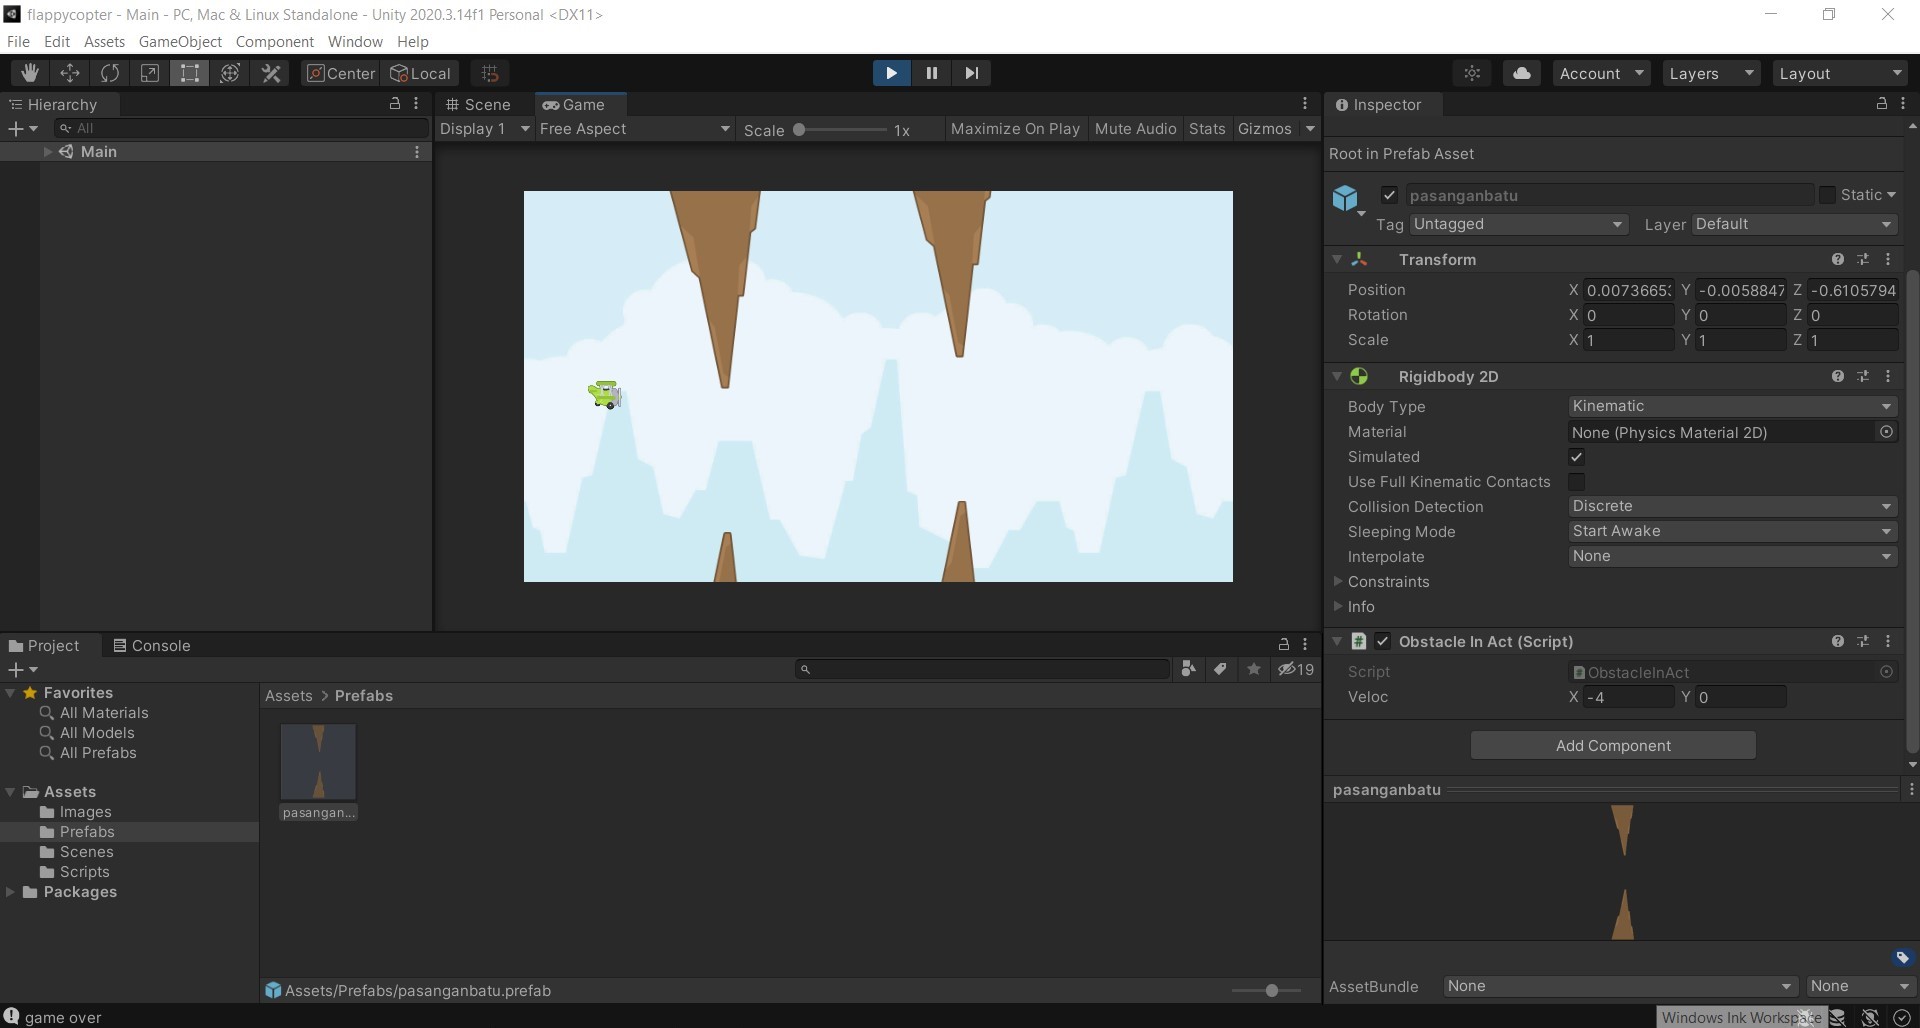 flappycopter - Main - PC, Mac & Linux Standalone - Unity 2020.3.14f1 Personal <DX11>
File Edit Assets GameObject Component Window Help
Center Local Account Layers Layout
Hierarchy
All
Main
Scene Game
Display 1 Free Aspect Scale 1x Maximize On Play Mute Audio Stats Gizmos
Inspector
Root in Prefab Asset
pasanganbatu Static
Tag Untagged Layer Default
Transform
Position X 0.0073665 Y -0.0058847 Z -0.6105794
Rotation X 0 Y 0 Z 0
Scale X 1 Y 1 Z 1
Rigidbody 2D
Body Type Kinematic
Material None (Physics Material 2D)
Simulated
Use Full Kinematic Contacts
Collision Detection Discrete
Sleeping Mode Start Awake
Interpolate None
Constraints
Info
# Obstacle In Act (Script)
Script # ObstacleInAct
Veloc X -4 Y 0
Add Component
pasanganbatu
AssetBundle None None
Project Console
19
Favorites
All Materials
All Models
All Prefabs
Assets
Images
Prefabs
Scenes
Scripts
Packages
Assets > Prefabs
pasangan...
Assets/Prefabs/pasanganbatu.prefab
game over
Windows Ink Workspace